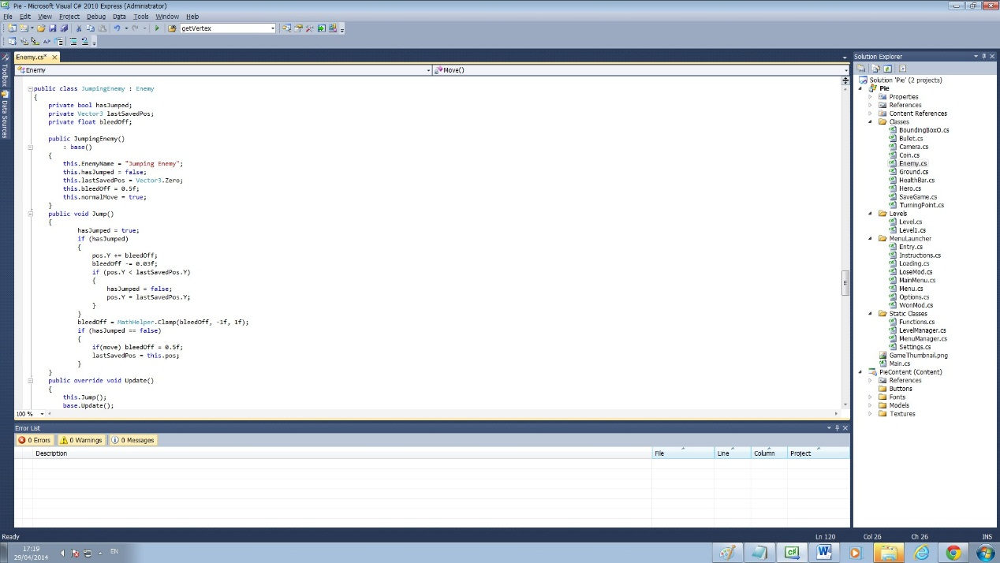 Pie - Microsoft Visual C# 2010 Express (Administrator)
File Edit View Project Debug Data Tools Window Help
getVertex
Enemy.cs*
Enemy
Move()
Toolbox
Data Sources
public class JumpingEnemy : Enemy
{
private bool hasJumped;
private Vector3 lastSavedPos;
private float bleedOff;
public JumpingEnemy()
: base()
{
this.EnemyName = "Jumping Enemy";
this.hasJumped = false;
this.lastSavedPos = Vector3.Zero;
this.bleedOff = 0.5f;
this.normalMove = true;
}
public void Jump()
{
hasJumped = true;
if (hasJumped)
{
pos.Y += bleedOff;
bleedOff -= 0.03f;
if (pos.Y < lastSavedPos.Y)
{
hasJumped = false;
pos.Y = lastSavedPos.Y;
}
}
bleedOff = MathHelper.Clamp(bleedOff, -1f, 1f);
if (hasJumped == false)
{
if(move) bleedOff = 0.5f;
lastSavedPos = this.pos;
}
}
public override void Update()
{
this.Jump();
base.Update();
100 %
Solution Explorer
Solution 'Pie' (2 projects)
Pie
Properties
References
Content References
Classes
BoundingBoxO.cs
Bullet.cs
Camera.cs
Coin.cs
Enemy.cs
Ground.cs
HealthBar.cs
Hero.cs
SaveGame.cs
TurningPoint.cs
Levels
Level.cs
Level1.cs
MenuLauncher
Entry.cs
Instructions.cs
Loading.cs
LoseMod.cs
MainMenu.cs
Menu.cs
Options.cs
WonMod.cs
Static Classes
Functions.cs
LevelManager.cs
MenuManager.cs
Settings.cs
GameThumbnail.png
Main.cs
PieContent (Content)
References
Buttons
Fonts
Models
Textures
Error List
0 Errors 0 Warnings 0 Messages
Description File Line Column Project
Ready Ln 120 Col 26 Ch 26 INS
17:19
29/04/2014
EN